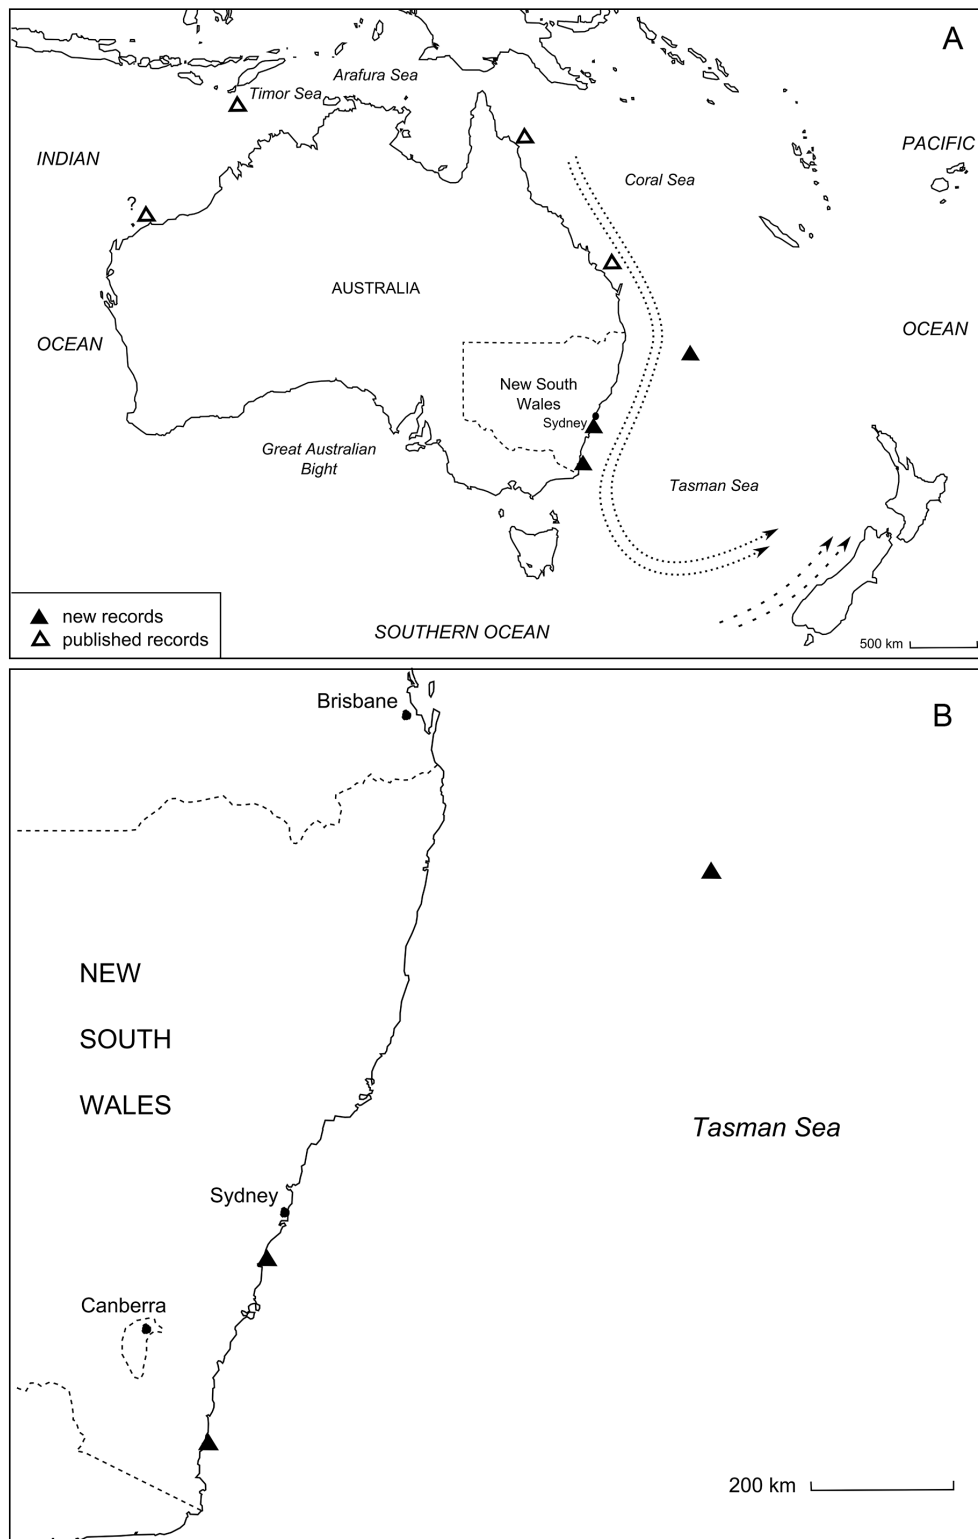 A
Arafura Sea
Timor Sea
INDIAN
PACIFIC
Coral Sea
?
AUSTRALIA
OCEAN
OCEAN
New South
Wales
Sydney
Great Australian
Bight
Tasman Sea
new records
published records
SOUTHERN OCEAN
500 km
Brisbane
B
NEW
SOUTH
WALES
Tasman Sea
Sydney
Canberra
200 km